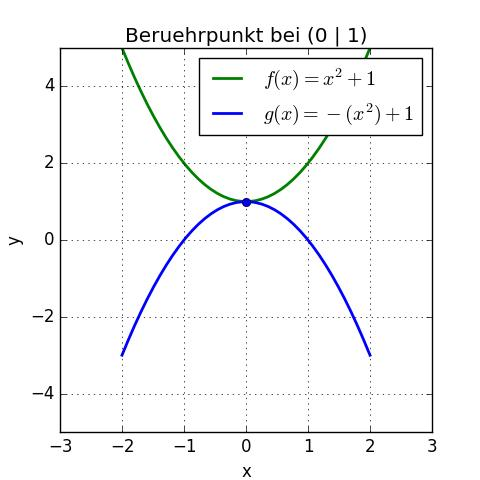 Beruehrpunkt bei (0 | 1)
f(x) = x² + 1
g(x) = −(x²) + 1
4
2
0
−2
−4
y
−3 −2 −1 0 1 2 3
x